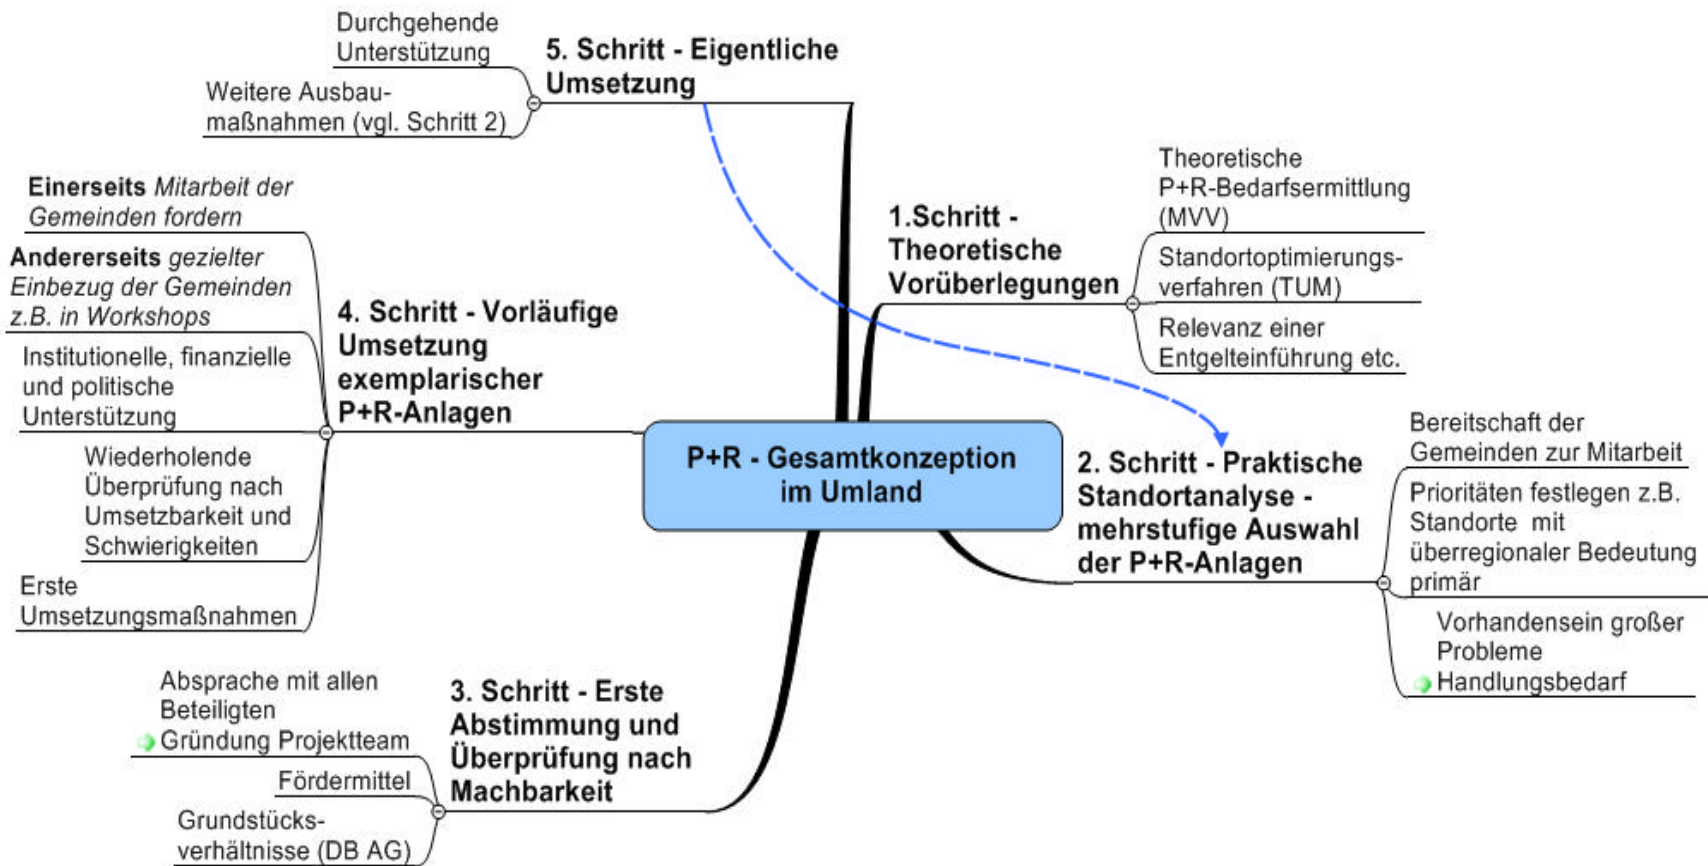 P+R - Gesamtkonzeption
im Umland
1.Schritt -
Theoretische
Vorüberlegungen
Theoretische
P+R-Bedarfsermittlung
(MVV)
Standortoptimierungs-
verfahren (TUM)
Relevanz einer
Entgelteinführung etc.
2. Schritt - Praktische
Standortanalyse -
mehrstufige Auswahl
der P+R-Anlagen
Bereitschaft der
Gemeinden zur Mitarbeit
Prioritäten festlegen z.B.
Standorte mit
überregionaler Bedeutung
primär
Vorhandensein großer
Probleme
Handlungsbedarf
3. Schritt - Erste
Abstimmung und
Überprüfung nach
Machbarkeit
Absprache mit allen
Beteiligten
Gründung Projektteam
Fördermittel
Grundstücks-
verhältnisse (DB AG)
4. Schritt - Vorläufige
Umsetzung
exemplarischer
P+R-Anlagen
Einerseits Mitarbeit der
Gemeinden fordern
Andererseits gezielter
Einbezug der Gemeinden
z.B. in Workshops
Institutionelle, finanzielle
und politische
Unterstützung
Wiederholende
Überprüfung nach
Umsetzbarkeit und
Schwierigkeiten
Erste
Umsetzungsmaßnahmen
5. Schritt - Eigentliche
Umsetzung
Durchgehende
Unterstützung
Weitere Ausbau-
maßnahmen (vgl. Schritt 2)